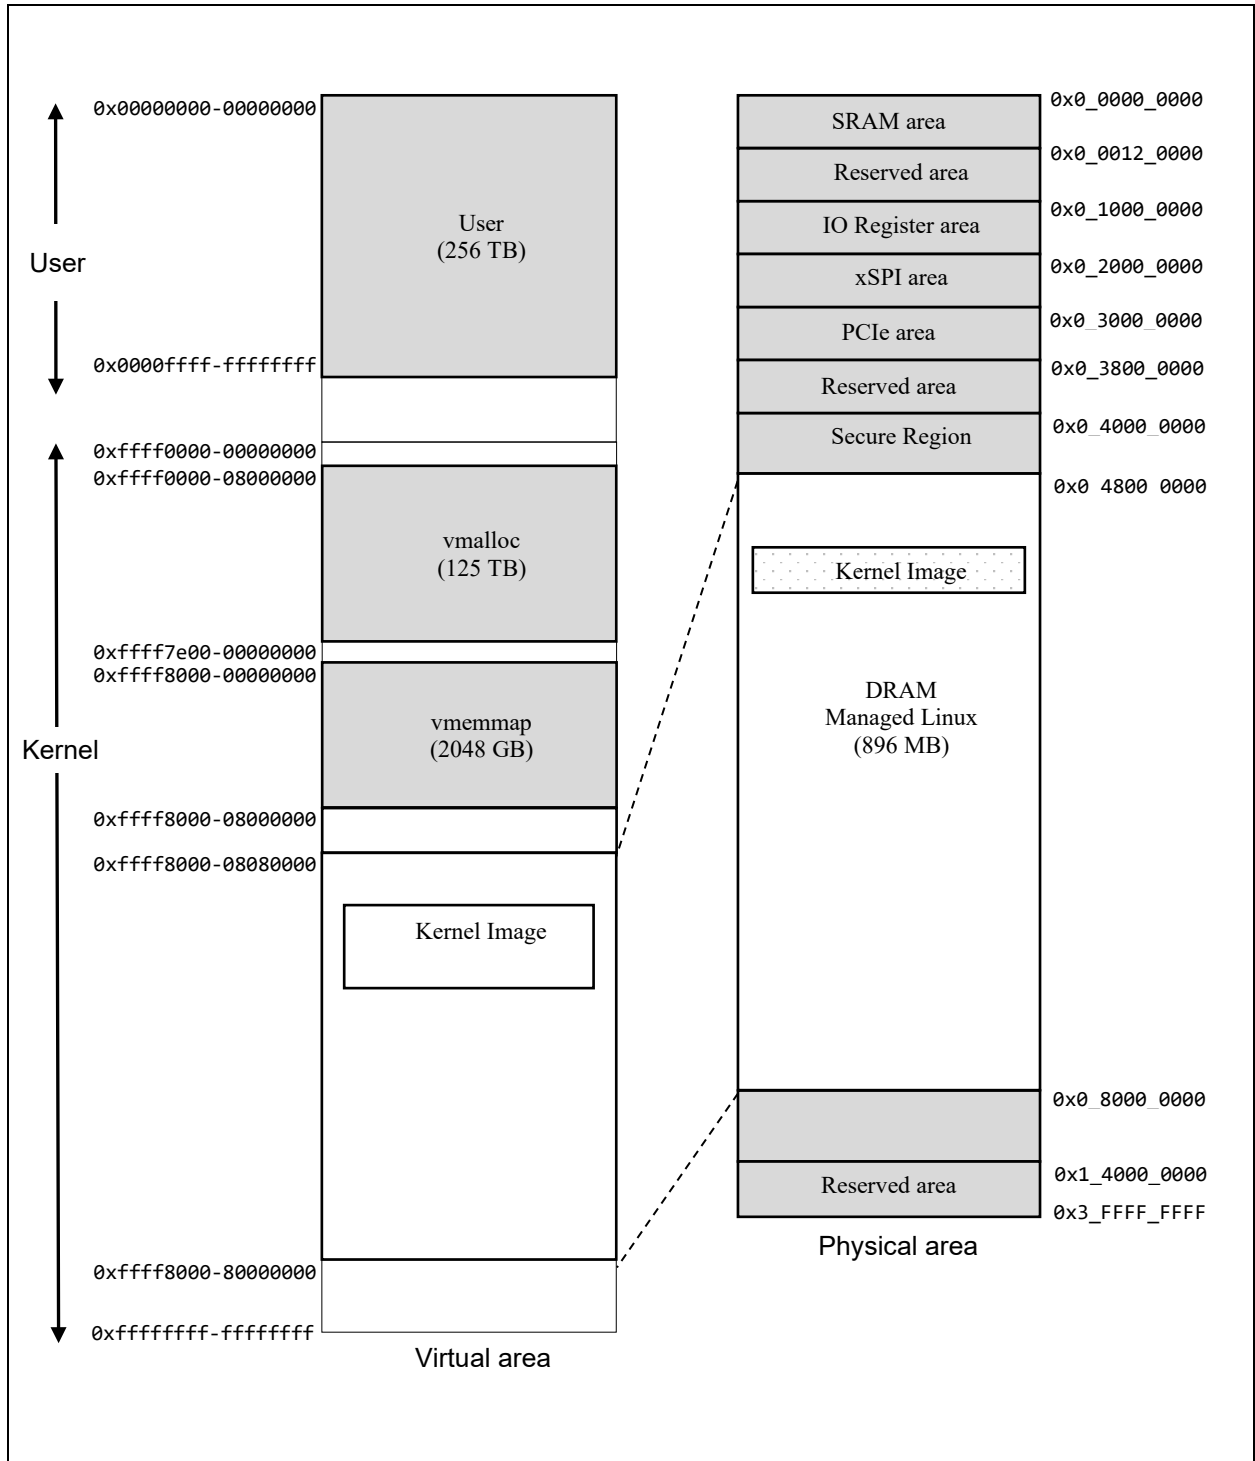 0x00000000-00000000
User
(256 TB)
User
0x0000ffff-ffffffff
0xffff0000-00000000
0xffff0000-08000000
vmalloc
(125 TB)
0xffff7e00-00000000
0xffff8000-00000000
vmemmap
(2048 GB)
Kernel
0xffff8000-08000000
0xffff8000-08080000
Kernel Image
0xffff8000-80000000
0xffffffff-ffffffff
Virtual area
0x0_0000_0000
SRAM area
0x0_0012_0000
Reserved area
0x0_1000_0000
IO Register area
0x0_2000_0000
xSPI area
0x0_3000_0000
PCIe area
0x0_3800_0000
Reserved area
0x0_4000_0000
Secure Region
0x0 4800 0000
Kernel Image
DRAM
Managed Linux
(896 MB)
0x0_8000_0000
0x1_4000_0000
Reserved area
0x3_FFFF_FFFF
Physical area